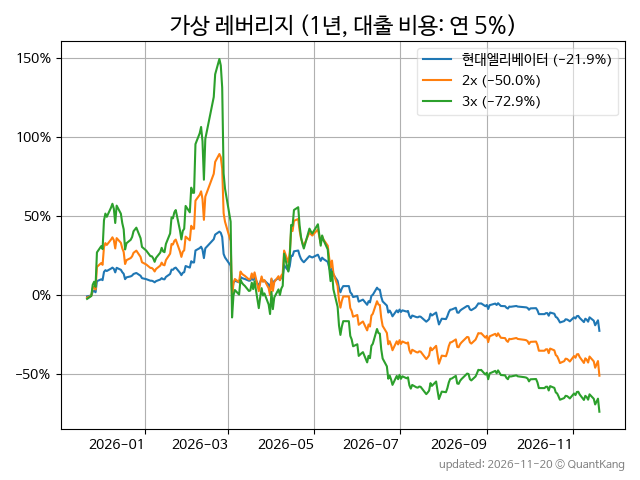 가상 레버리지 (1년, 대출 비용: 연 5%)
150%
100%
50%
0%
−50%
현대엘리베이터 (−21.9%)
2x (−50.0%)
3x (−72.9%)
2026-01 2026-03 2026-05 2026-07 2026-09 2026-11
updated: 2026-11-20 © QuantKang